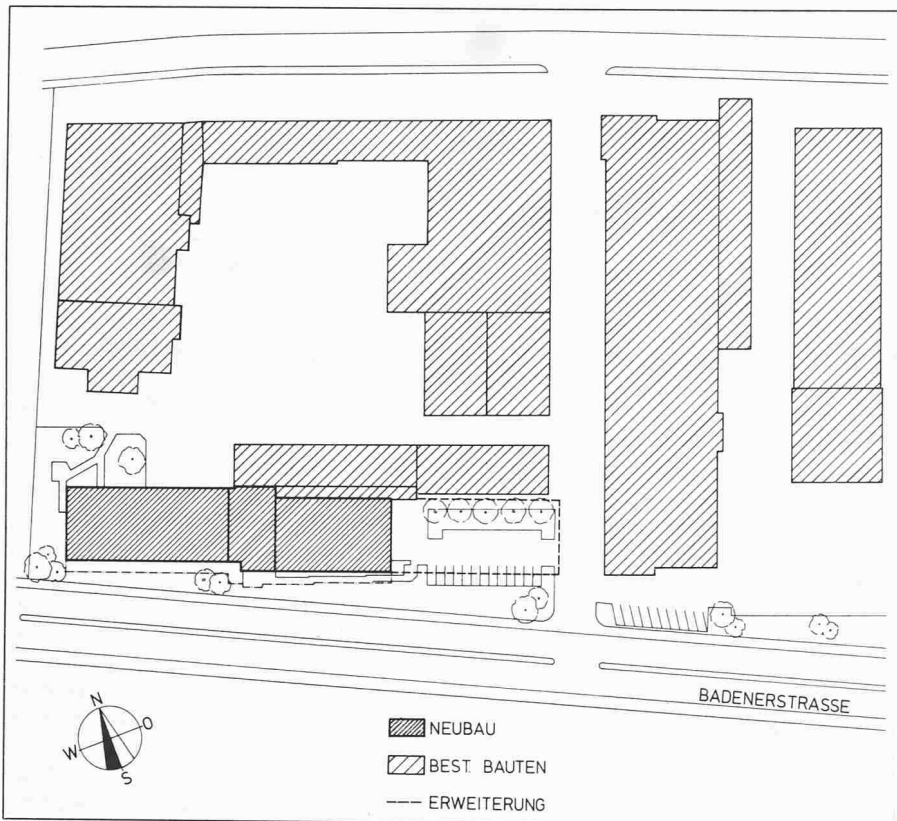 BADENERSTRASSE
N
O
W
S
NEUBAU
BEST. BAUTEN
ERWEITERUNG